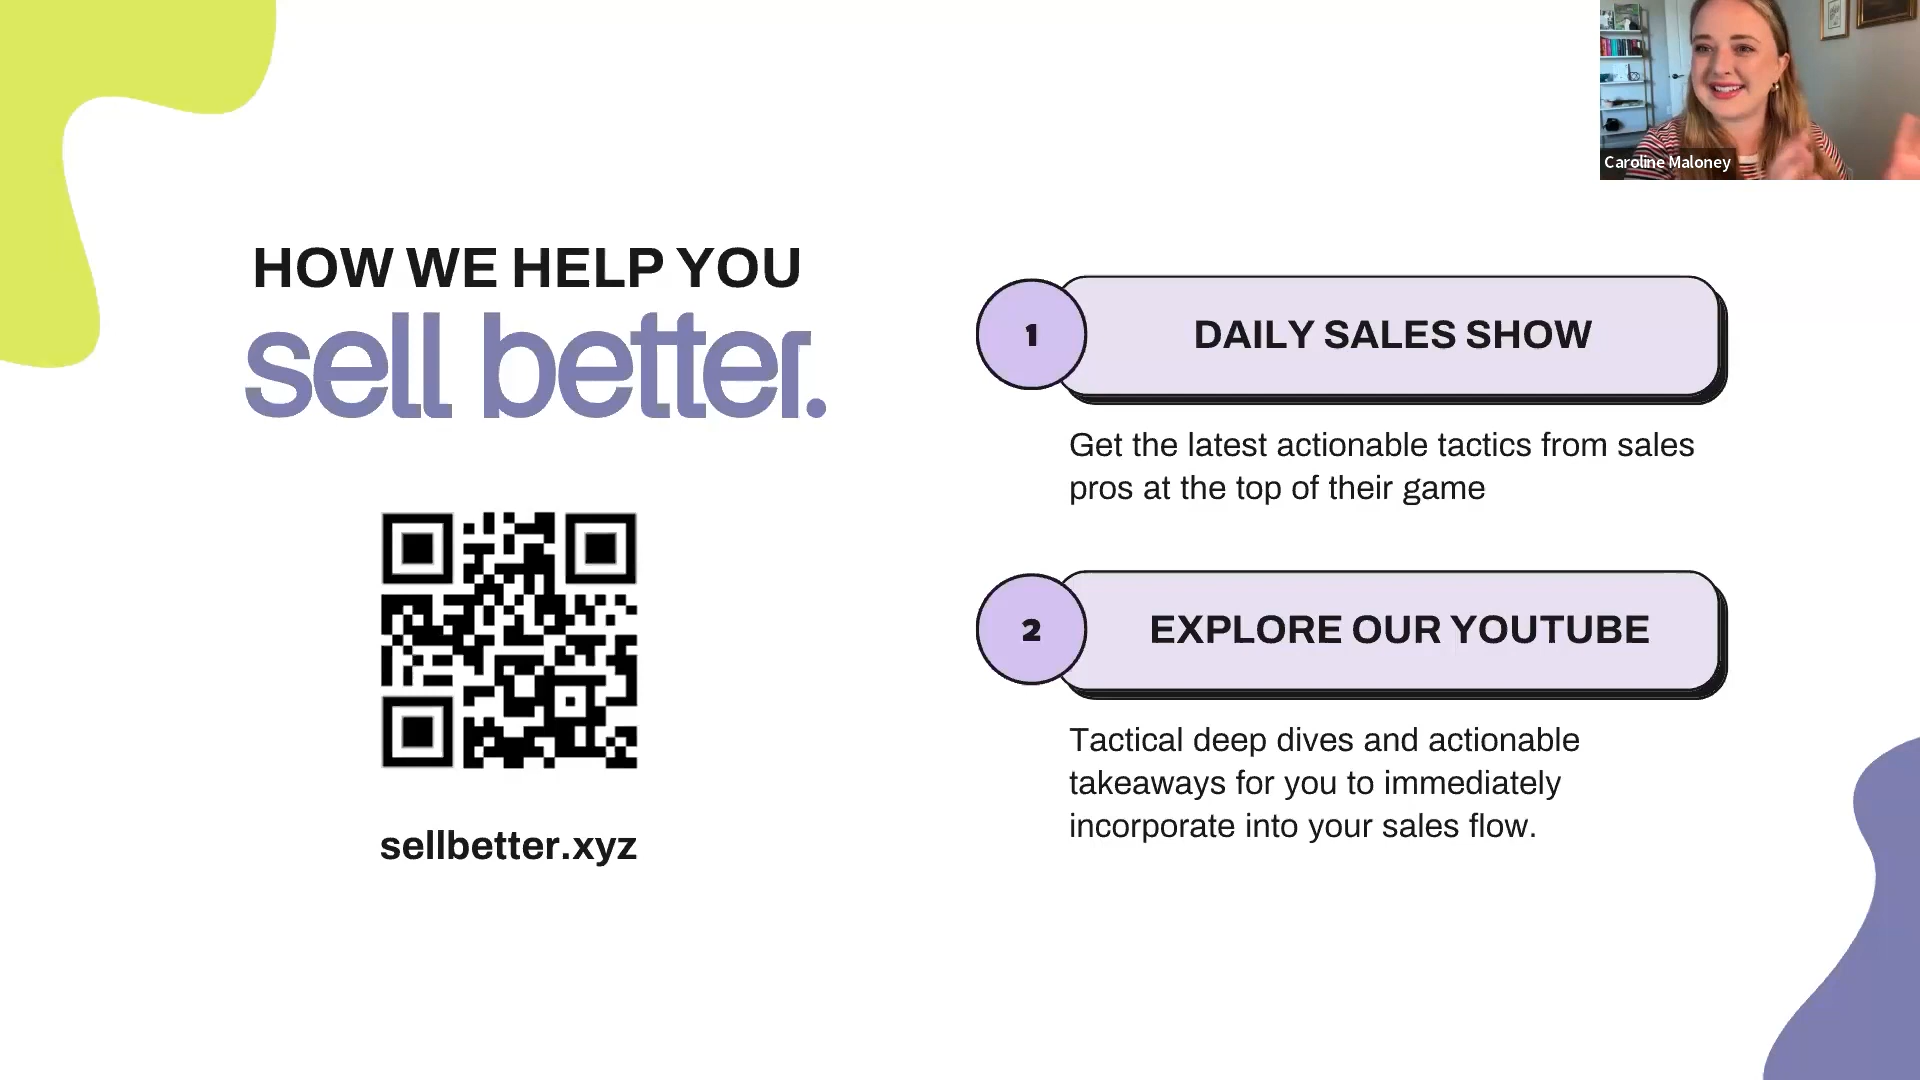 Caroline Maloney
HOW WE HELP YOU
sell better.
sellbetter.xyz
1
DAILY SALES SHOW
Get the latest actionable tactics from sales
pros at the top of their game
2
EXPLORE OUR YOUTUBE
Tactical deep dives and actionable
takeaways for you to immediately
incorporate into your sales flow.